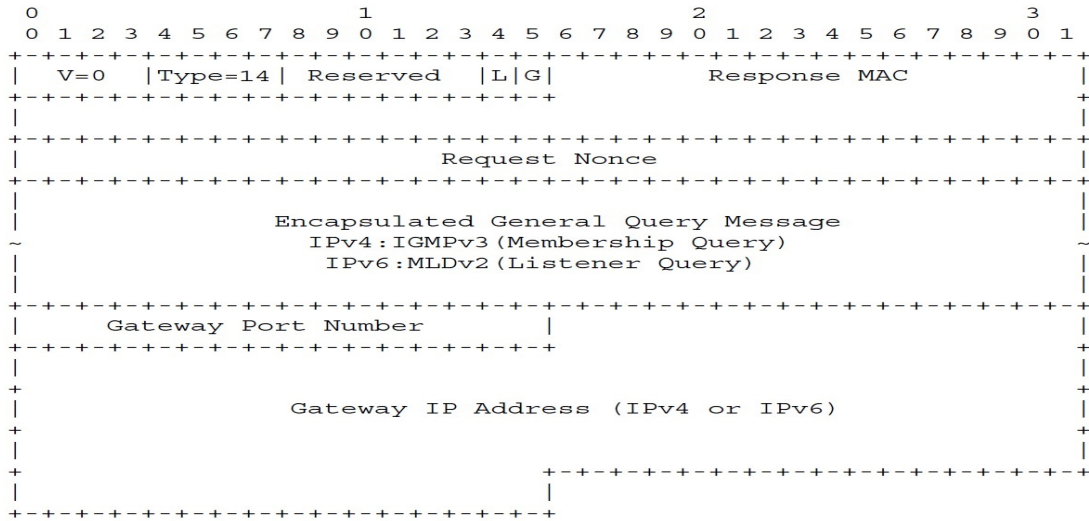 0                   1                   2                   3
 0 1 2 3 4 5 6 7 8 9 0 1 2 3 4 5 6 7 8 9 0 1 2 3 4 5 6 7 8 9 0 1
+-+-+-+-+-+-+-+-+-+-+-+-+-+-+-+-+-+-+-+-+-+-+-+-+-+-+-+-+-+-+-+-+
|  V=0  |Type=14| Reserved  |L|G|         Response MAC          |
+-+-+-+-+-+-+-+-+-+-+-+-+-+-+-+-+                               +
|                                                               |
+-+-+-+-+-+-+-+-+-+-+-+-+-+-+-+-+-+-+-+-+-+-+-+-+-+-+-+-+-+-+-+-+
|                         Request Nonce                         |
+-+-+-+-+-+-+-+-+-+-+-+-+-+-+-+-+-+-+-+-+-+-+-+-+-+-+-+-+-+-+-+-+
|                                                               |
|               Encapsulated General Query Message              |
~                 IPv4:IGMPv3(Membership Query)                 ~
|                  IPv6:MLDv2(Listener Query)                   |
|                                                               |
+-+-+-+-+-+-+-+-+-+-+-+-+-+-+-+-+-+-+-+-+-+-+-+-+-+-+-+-+-+-+-+-+
|     Gateway Port Number       |                               |
+-+-+-+-+-+-+-+-+-+-+-+-+-+-+-+-+                               +
|                                                               |
+                                                               +
|                Gateway IP Address (IPv4 or IPv6)              |
+                                                               +
|                                                               |
+                               +-+-+-+-+-+-+-+-+-+-+-+-+-+-+-+-+
|                               |
+-+-+-+-+-+-+-+-+-+-+-+-+-+-+-+-+